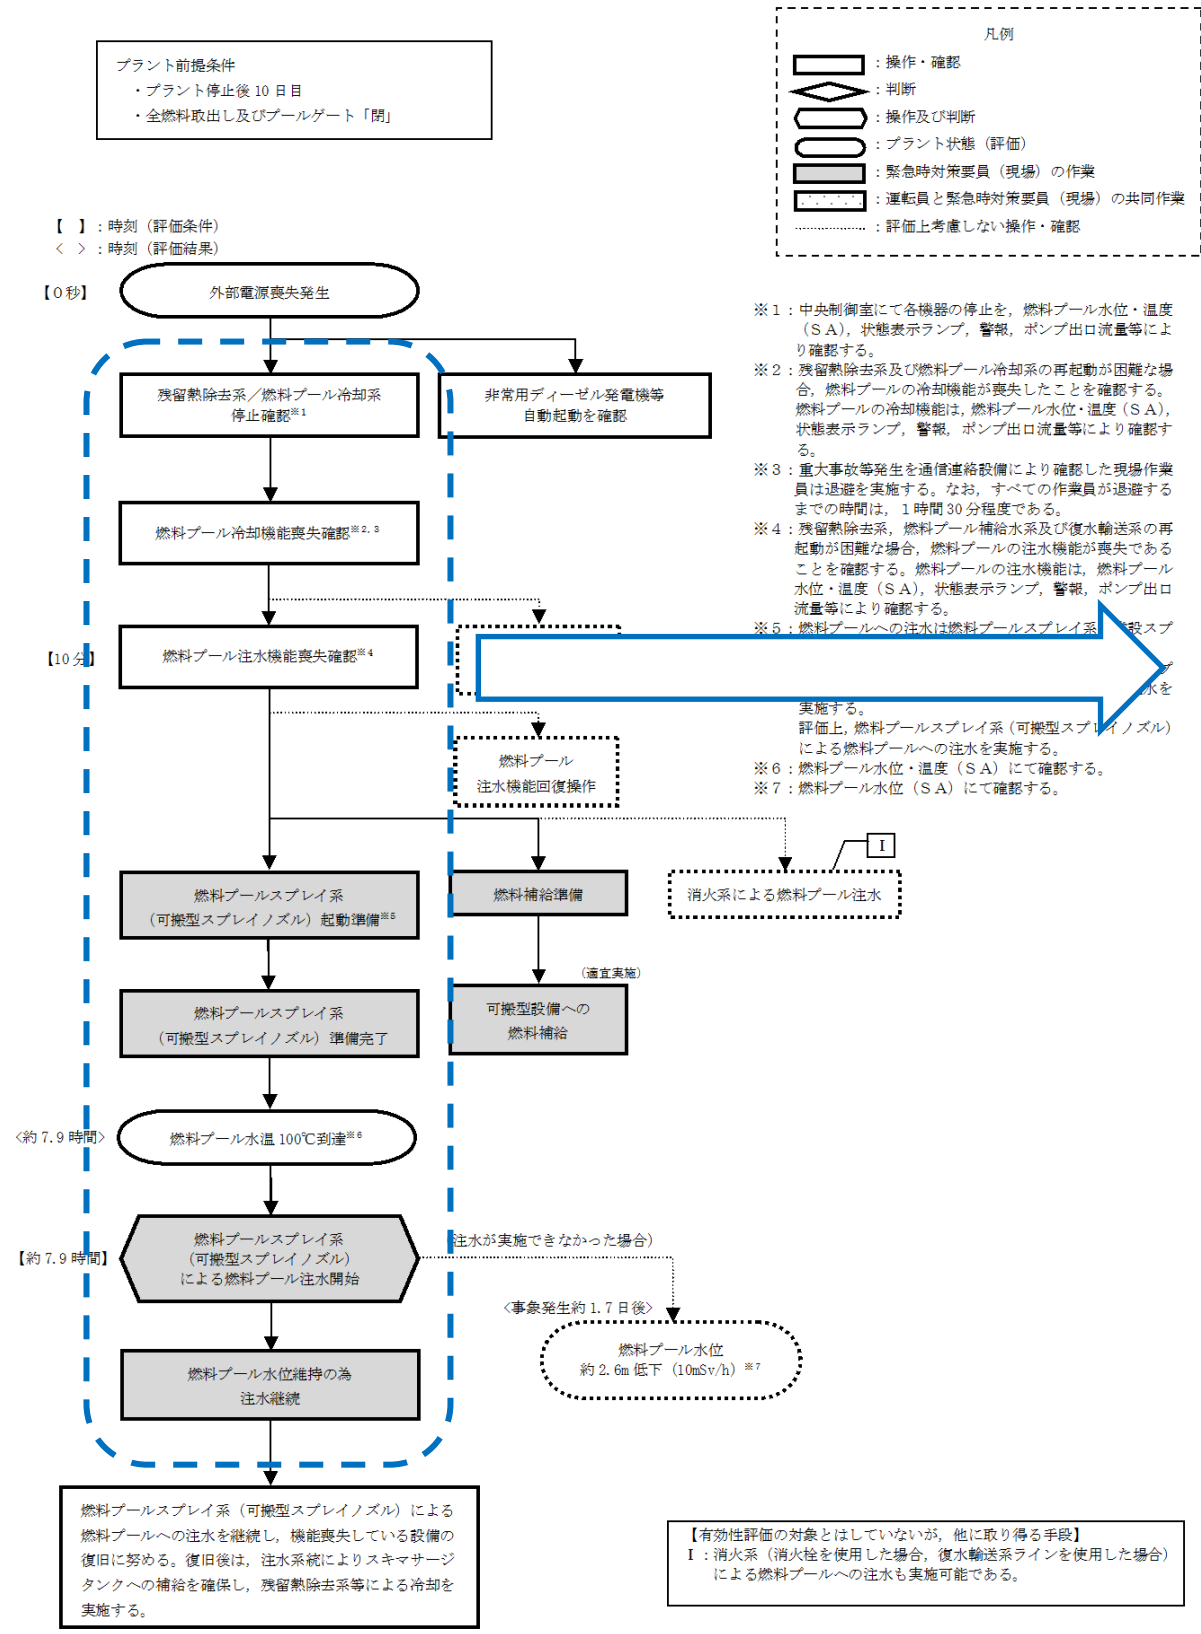 プラント前提条件
・プラント停止後 10 日目
・全燃料取出し及びプールゲート「閉」
凡例
：操作・確認
：判断
：操作及び判断
：プラント状態（評価）
：緊急時対策要員（現場）の作業
：運転員と緊急時対策要員（現場）の共同作業
：評価上考慮しない操作・確認
【　】：時刻（評価条件）
＜　＞：時刻（評価結果）
【０秒】
外部電源喪失発生
残留熱除去系／燃料プール冷却系
停止確認※1
非常用ディーゼル発電機等
自動起動を確認
燃料プール冷却機能喪失確認※2, 3
【10分】
燃料プール注水機能喪失確認※4
燃料プール
注水機能回復操作
燃料プールスプレイ系
（可搬型スプレイノズル）起動準備※5
燃料補給準備
消火系による燃料プール注水
Ｉ
燃料プールスプレイ系
（可搬型スプレイノズル）準備完了
（適宜実施）
可搬型設備への
燃料補給
＜約 7.9 時間＞
燃料プール水温 100℃到達※6
【約 7.9 時間】
燃料プールスプレイ系
（可搬型スプレイノズル）
による燃料プール注水開始
（注水が実施できなかった場合）
＜事象発生約 1.7 日後＞
燃料プール水位
約 2.6m 低下（10mSv/h）※7
燃料プール水位維持の為
注水継続
燃料プールスプレイ系（可搬型スプレイノズル）による
燃料プールへの注水を継続し，機能喪失している設備の
復旧に努める。復旧後は，注水系統によりスキマサージ
タンクへの補給を確保し，残留熱除去系等による冷却を
実施する。
※１：中央制御室にて各機器の停止を，燃料プール水位・温度
（ＳＡ），状態表示ランプ，警報，ポンプ出口流量等によ
り確認する。
※２：残留熱除去系及び燃料プール冷却系の再起動が困難な場
合，燃料プールの冷却機能が喪失したことを確認する。
燃料プールの冷却機能は，燃料プール水位・温度（ＳＡ），
状態表示ランプ，警報，ポンプ出口流量等により確認す
る。
※３：重大事故等発生を通信連絡設備により確認した現場作業
員は退避を実施する。なお，すべての作業員が退避する
までの時間は，１時間 30 分程度である。
※４：残留熱除去系，燃料プール補給水系及び復水輸送系の再
起動が困難な場合，燃料プールの注水機能が喪失である
ことを確認する。燃料プールの注水機能は，燃料プール
水位・温度（ＳＡ），状態表示ランプ，警報，ポンプ出口
流量等により確認する。
※５：燃料プールへの注水は燃料プールスプレイ系 設スプ
プ
水を
実施する。
評価上，燃料プールスプレイ系（可搬型スプレイノズル）
による燃料プールへの注水を実施する。
※６：燃料プール水位・温度（ＳＡ）にて確認する。
※７：燃料プール水位（ＳＡ）にて確認する。
【有効性評価の対象とはしていないが，他に取り得る手段】
Ｉ：消火系（消火栓を使用した場合，復水輸送系ラインを使用した場合）
による燃料プールへの注水も実施可能である。